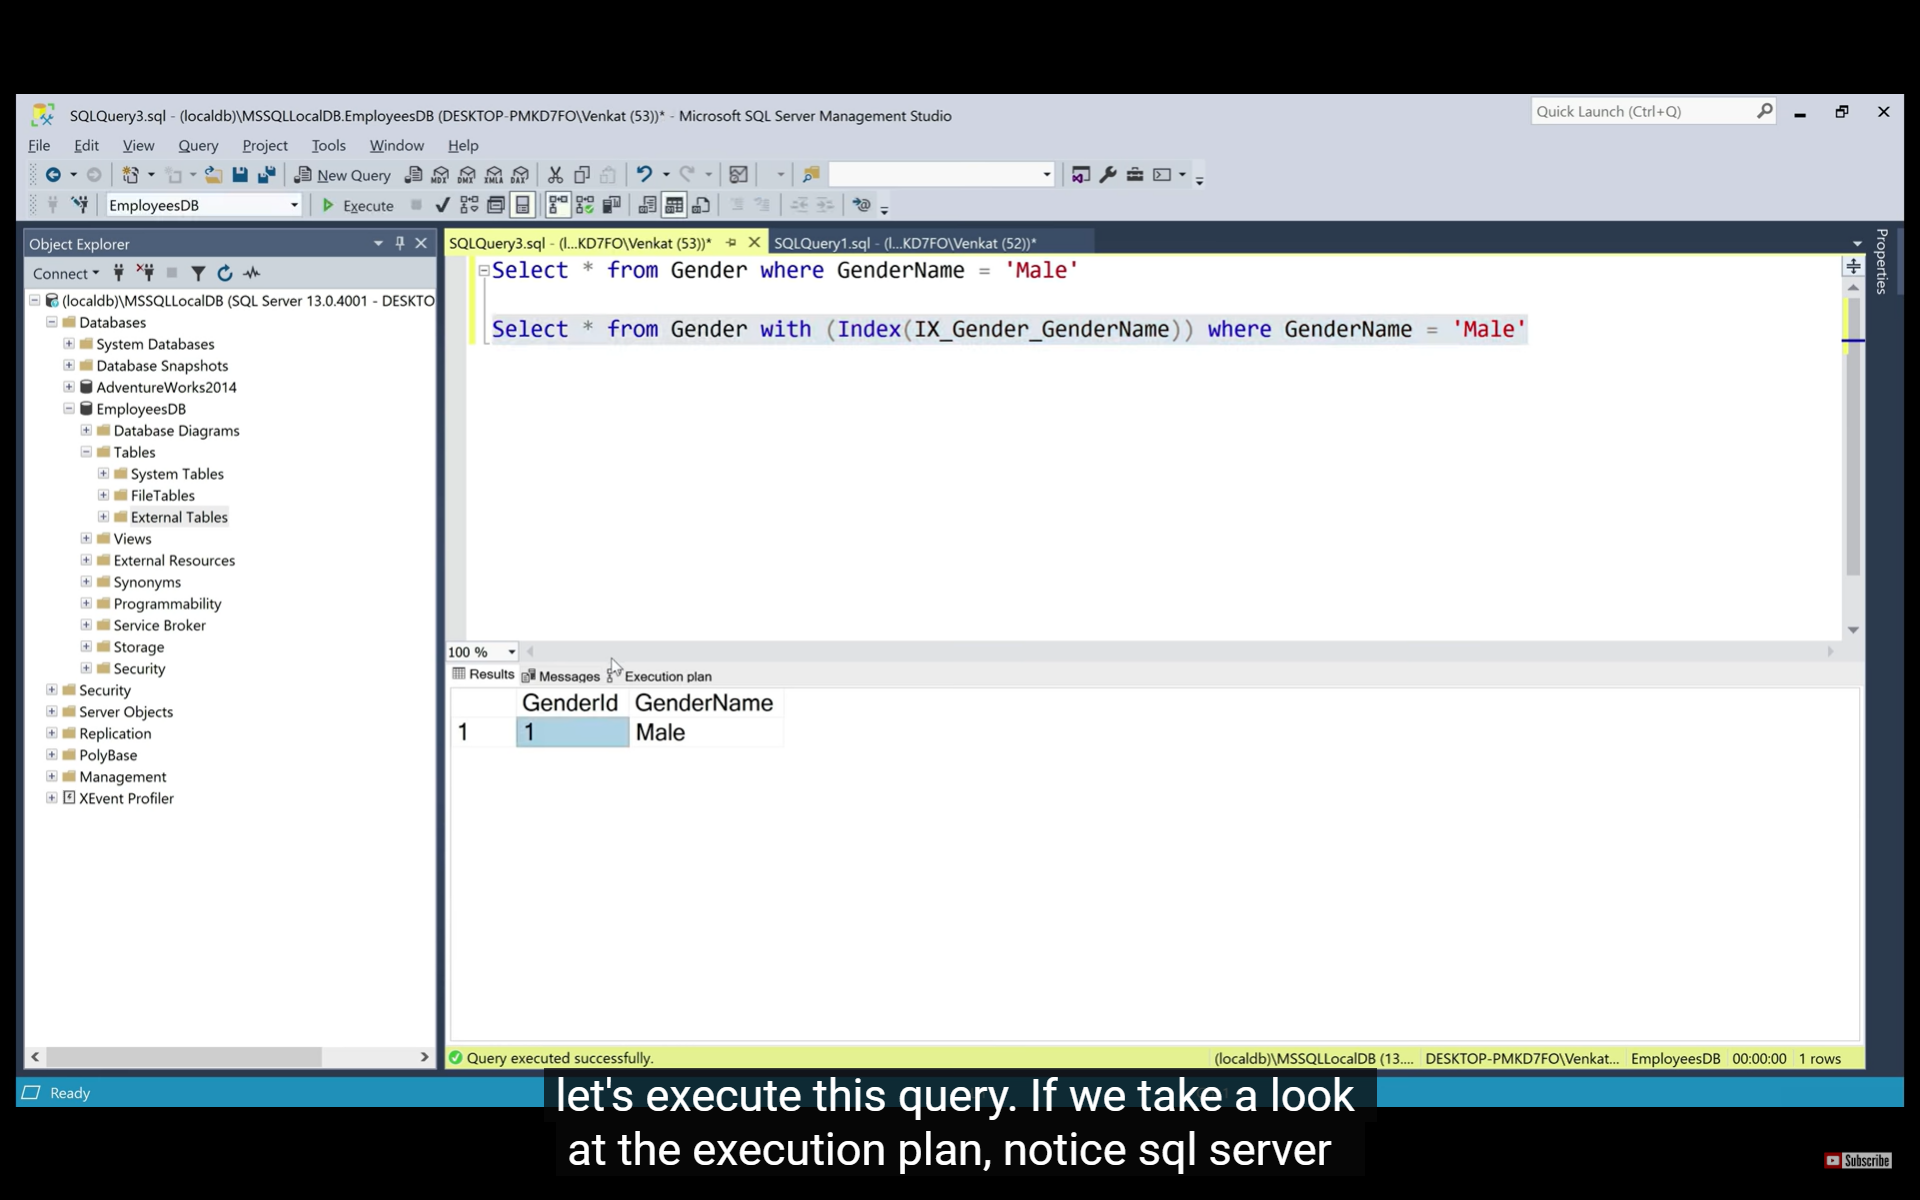 SQLQuery3.sql - (localdb)\MSSQLLocalDB.EmployeesDB (DESKTOP-PMKD7FO\Venkat (53))* - Microsoft SQL Server Management Studio
Quick Launch (Ctrl+Q)
File Edit View Query Project Tools Window Help
New Query MDX DMX XMLA DAX
EmployeesDB Execute
Object Explorer
SQLQuery3.sql - (l...KD7FO\Venkat (53))* SQLQuery1.sql - (l...KD7FO\Venkat (52))*
Properties
Connect
(localdb)\MSSQLLocalDB (SQL Server 13.0.4001 - DESKTO
Databases
System Databases
Database Snapshots
AdventureWorks2014
EmployeesDB
Database Diagrams
Tables
System Tables
FileTables
External Tables
Views
External Resources
Synonyms
Programmability
Service Broker
Storage
Security
Security
Server Objects
Replication
PolyBase
Management
XEvent Profiler
Select * from Gender where GenderName = 'Male'
Select * from Gender with (Index(IX_Gender_GenderName)) where GenderName = 'Male'
100 %
Results Messages Execution plan
GenderId GenderName
1 1 Male
Query executed successfully.
(localdb)\MSSQLLocalDB (13.... DESKTOP-PMKD7FO\Venkat... EmployeesDB 00:00:00 1 rows
Ready
let's execute this query. If we take a look
at the execution plan, notice sql server
Subscribe